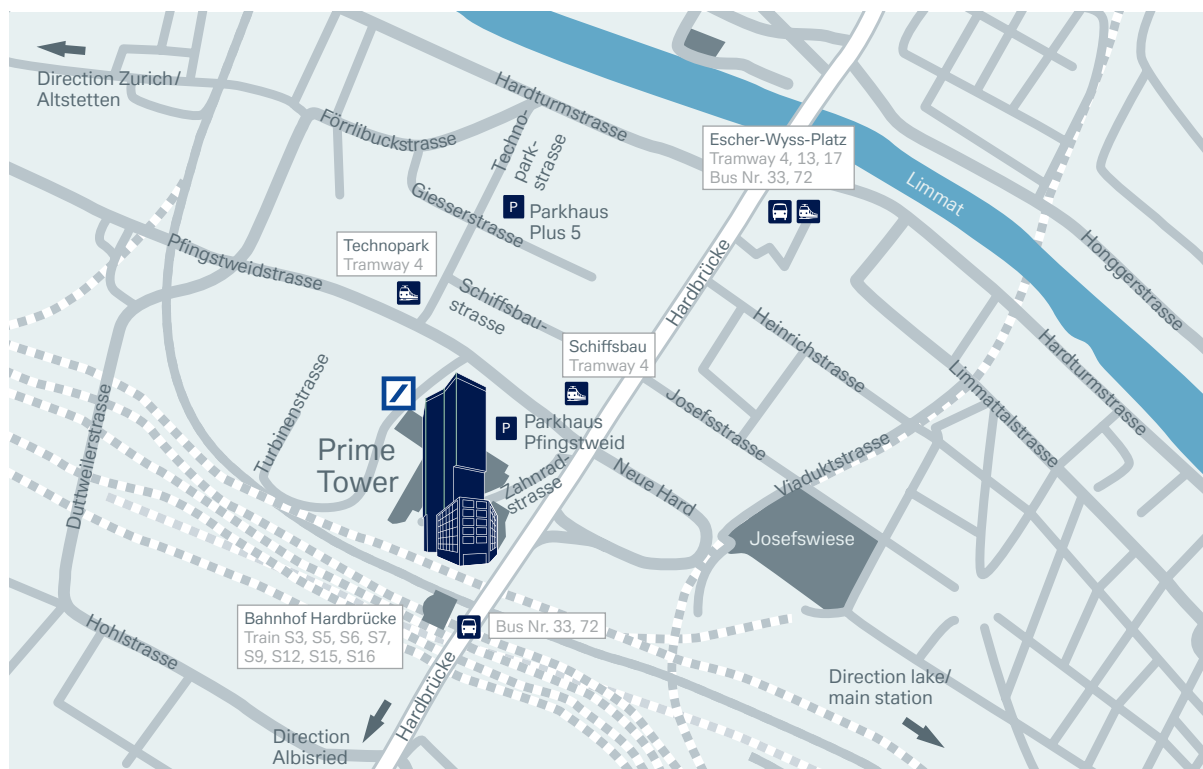 Direction Zurich/
Altstetten
Hardturmstrasse
Förrlibuckstrasse
Techno-
park-
strasse
Escher-Wyss-Platz
Tramway 4, 13, 17
Bus Nr. 33, 72
Limmat
Giesserstrasse
P
Parkhaus
Plus 5
Technopark
Tramway 4
Pfingstweidstrasse
Hardbrücke
Honggerstrasse
Schiffsbau-
strasse
Heinrichstrasse
Schiffsbau
Tramway 4
Hardturmstrasse
Limmattalstrasse
Turbinenstrasse
Josefsstrasse
P
Parkhaus
Pfingstweid
Prime
Tower
Viaduktstrasse
Duttweilerstrasse
Zahnrad-
strasse
Neue Hard
Josefswiese
Bahnhof Hardbrücke
Train S3, S5, S6, S7,
S9, S12, S15, S16
Bus Nr. 33, 72
Hohlstrasse
Hardbrücke
Direction lake/
main station
Direction
Albisried